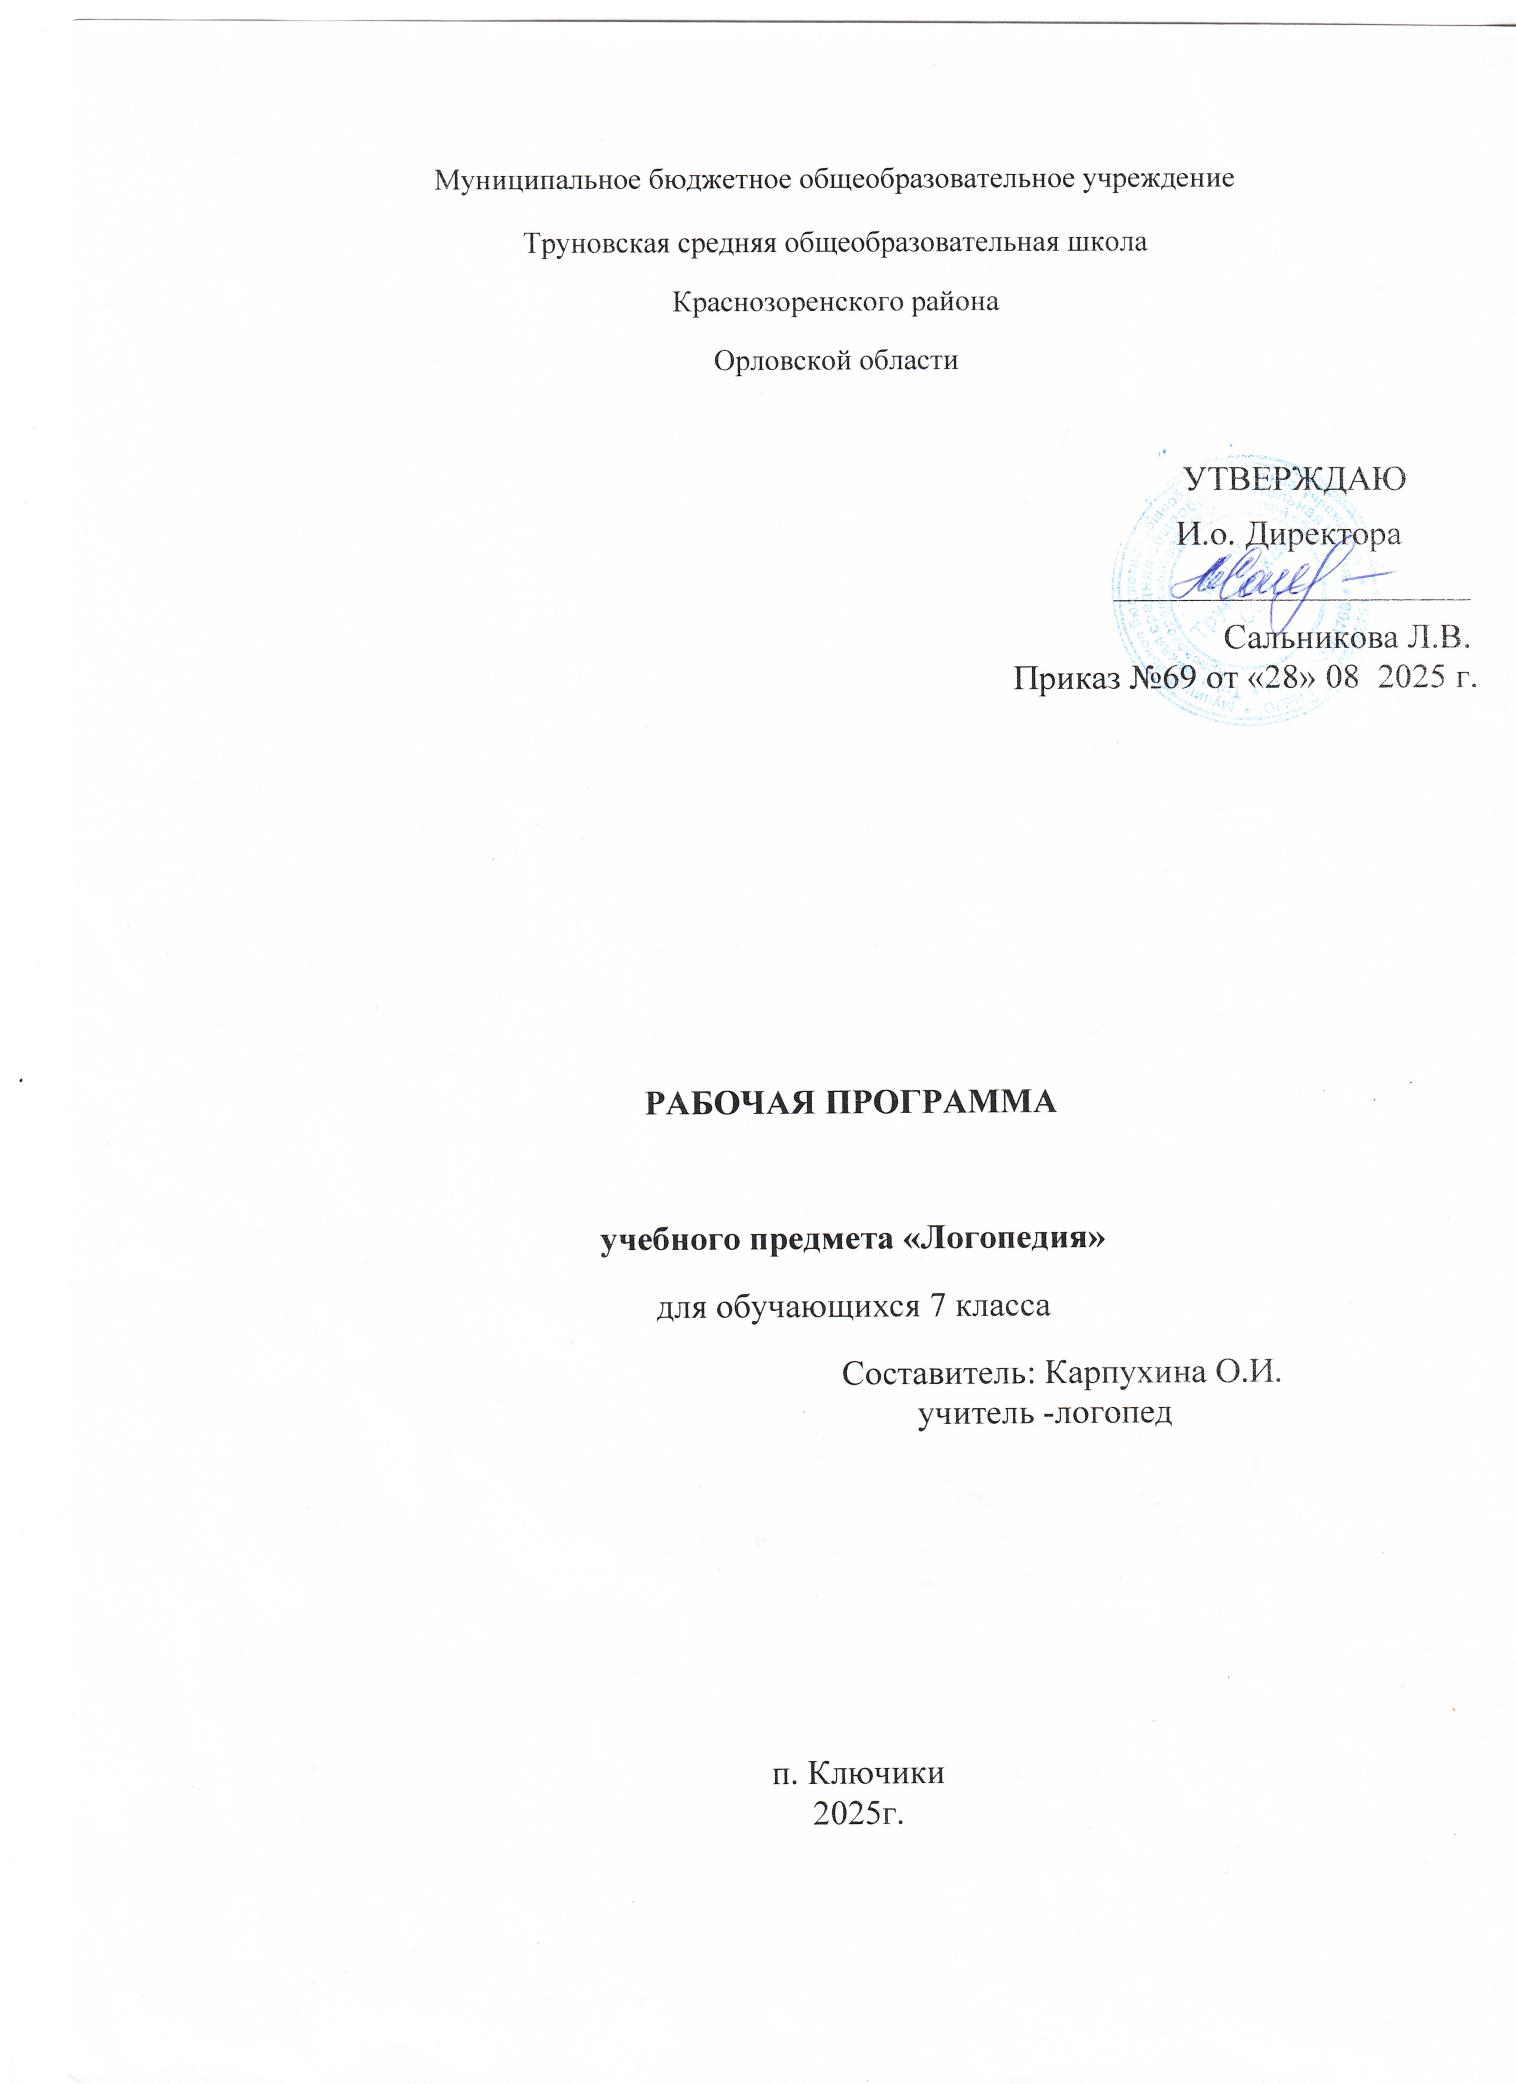 Муниципальное бюджетное общеобразовательное учреждение
Труновская средняя общеобразовательная школа
Краснозоренского района
Орловской области
УТВЕРЖДАЮ
И.о. Директора
Сальникова Л.В.
Приказ №69 от «28» 08 2025 г.
РАБОЧАЯ ПРОГРАММА
учебного предмета «Логопедия»
для обучающихся 7 класса
Составитель: Карпухина О.И.
учитель -логопед
п. Ключики
2025г.